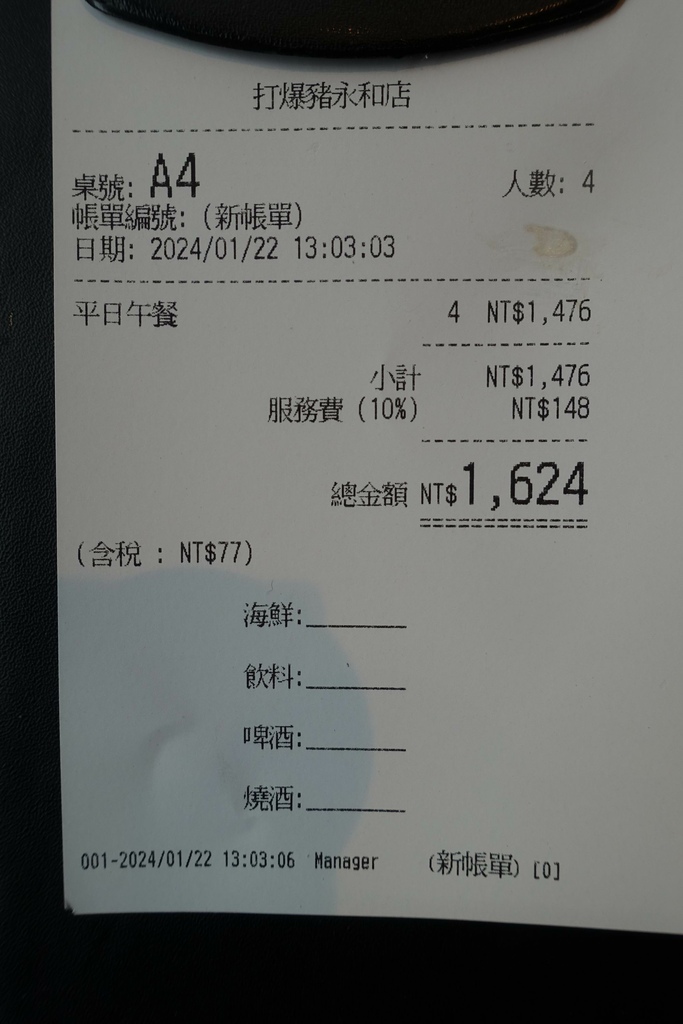 打爆豬永和店
桌號: A4 人數: 4
帳單編號: (新帳單)
日期: 2024/01/22 13:03:03
平日午餐 4 NT$1,476
小計 NT$1,476
服務費 (10%) NT$148
總金額 NT$1,624
(含稅 : NT$77)
海鮮:________
飲料:________
啤酒:________
燒酒:________
001-2024/01/22 13:03:06 Manager (新帳單) [0]